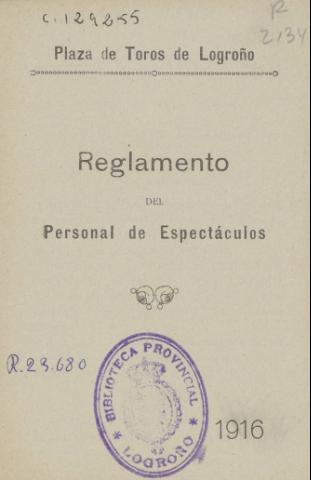 c. 129255
R
2134
Plaza de Toros de Logroño
Reglamento
DEL
Personal de Espectáculos
R. 23.680
BIBLIOTECA PROVINCIAL
* LOGROÑO *
1916